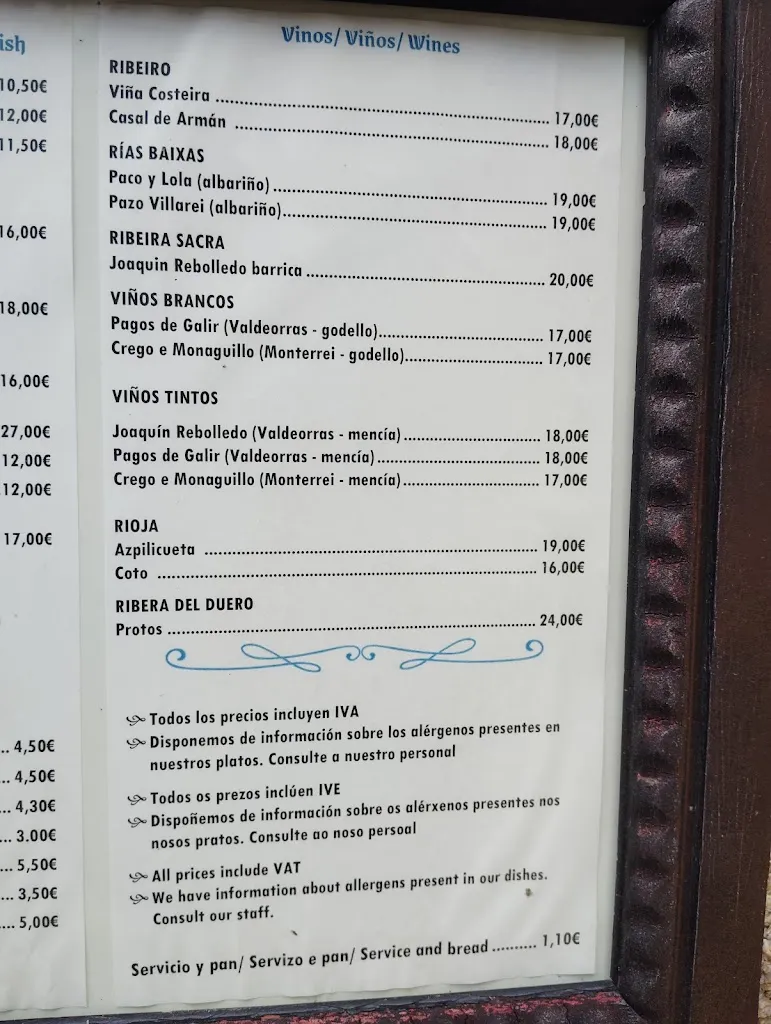 ish
10,50€
12,00€
11,50€
16,00€
18,00€
16,00€
27,00€
12,00€
12,00€
17,00€
.. 4,50€
... 4,50€
... 4,30€
... 3.00€
... 5,50€
... 3,50€
.... 5,00€
Vinos/ Viños/ Wines
RIBEIRO
Viña Costeira ........ 17,00€
Casal de Armán ........ 18,00€
RÍAS BAIXAS
Paco y Lola (albariño) ........ 19,00€
Pazo Villarei (albariño)........ 19,00€
RIBEIRA SACRA
Joaquin Rebolledo barrica ........ 20,00€
VIÑOS BRANCOS
Pagos de Galir (Valdeorras - godello)........ 17,00€
Crego e Monaguillo (Monterrei - godello)........ 17,00€
VIÑOS TINTOS
Joaquín Rebolledo (Valdeorras - mencía)........ 18,00€
Pagos de Galir (Valdeorras - mencía)........ 18,00€
Crego e Monaguillo (Monterrei - mencía)........ 17,00€
RIOJA
Azpilicueta ........ 19,00€
Coto ........ 16,00€
RIBERA DEL DUERO
Protos ........ 24,00€
Todos los precios incluyen IVA
Disponemos de información sobre los alérgenos presentes en
nuestros platos. Consulte a nuestro personal
Todos os prezos inclúen IVE
Dispoñemos de información sobre os alérxenos presentes nos
nosos pratos. Consulte ao noso persoal
All prices include VAT
We have information about allergens present in our dishes.
Consult our staff.
Servicio y pan/ Servizo e pan/ Service and bread .......... 1,10€